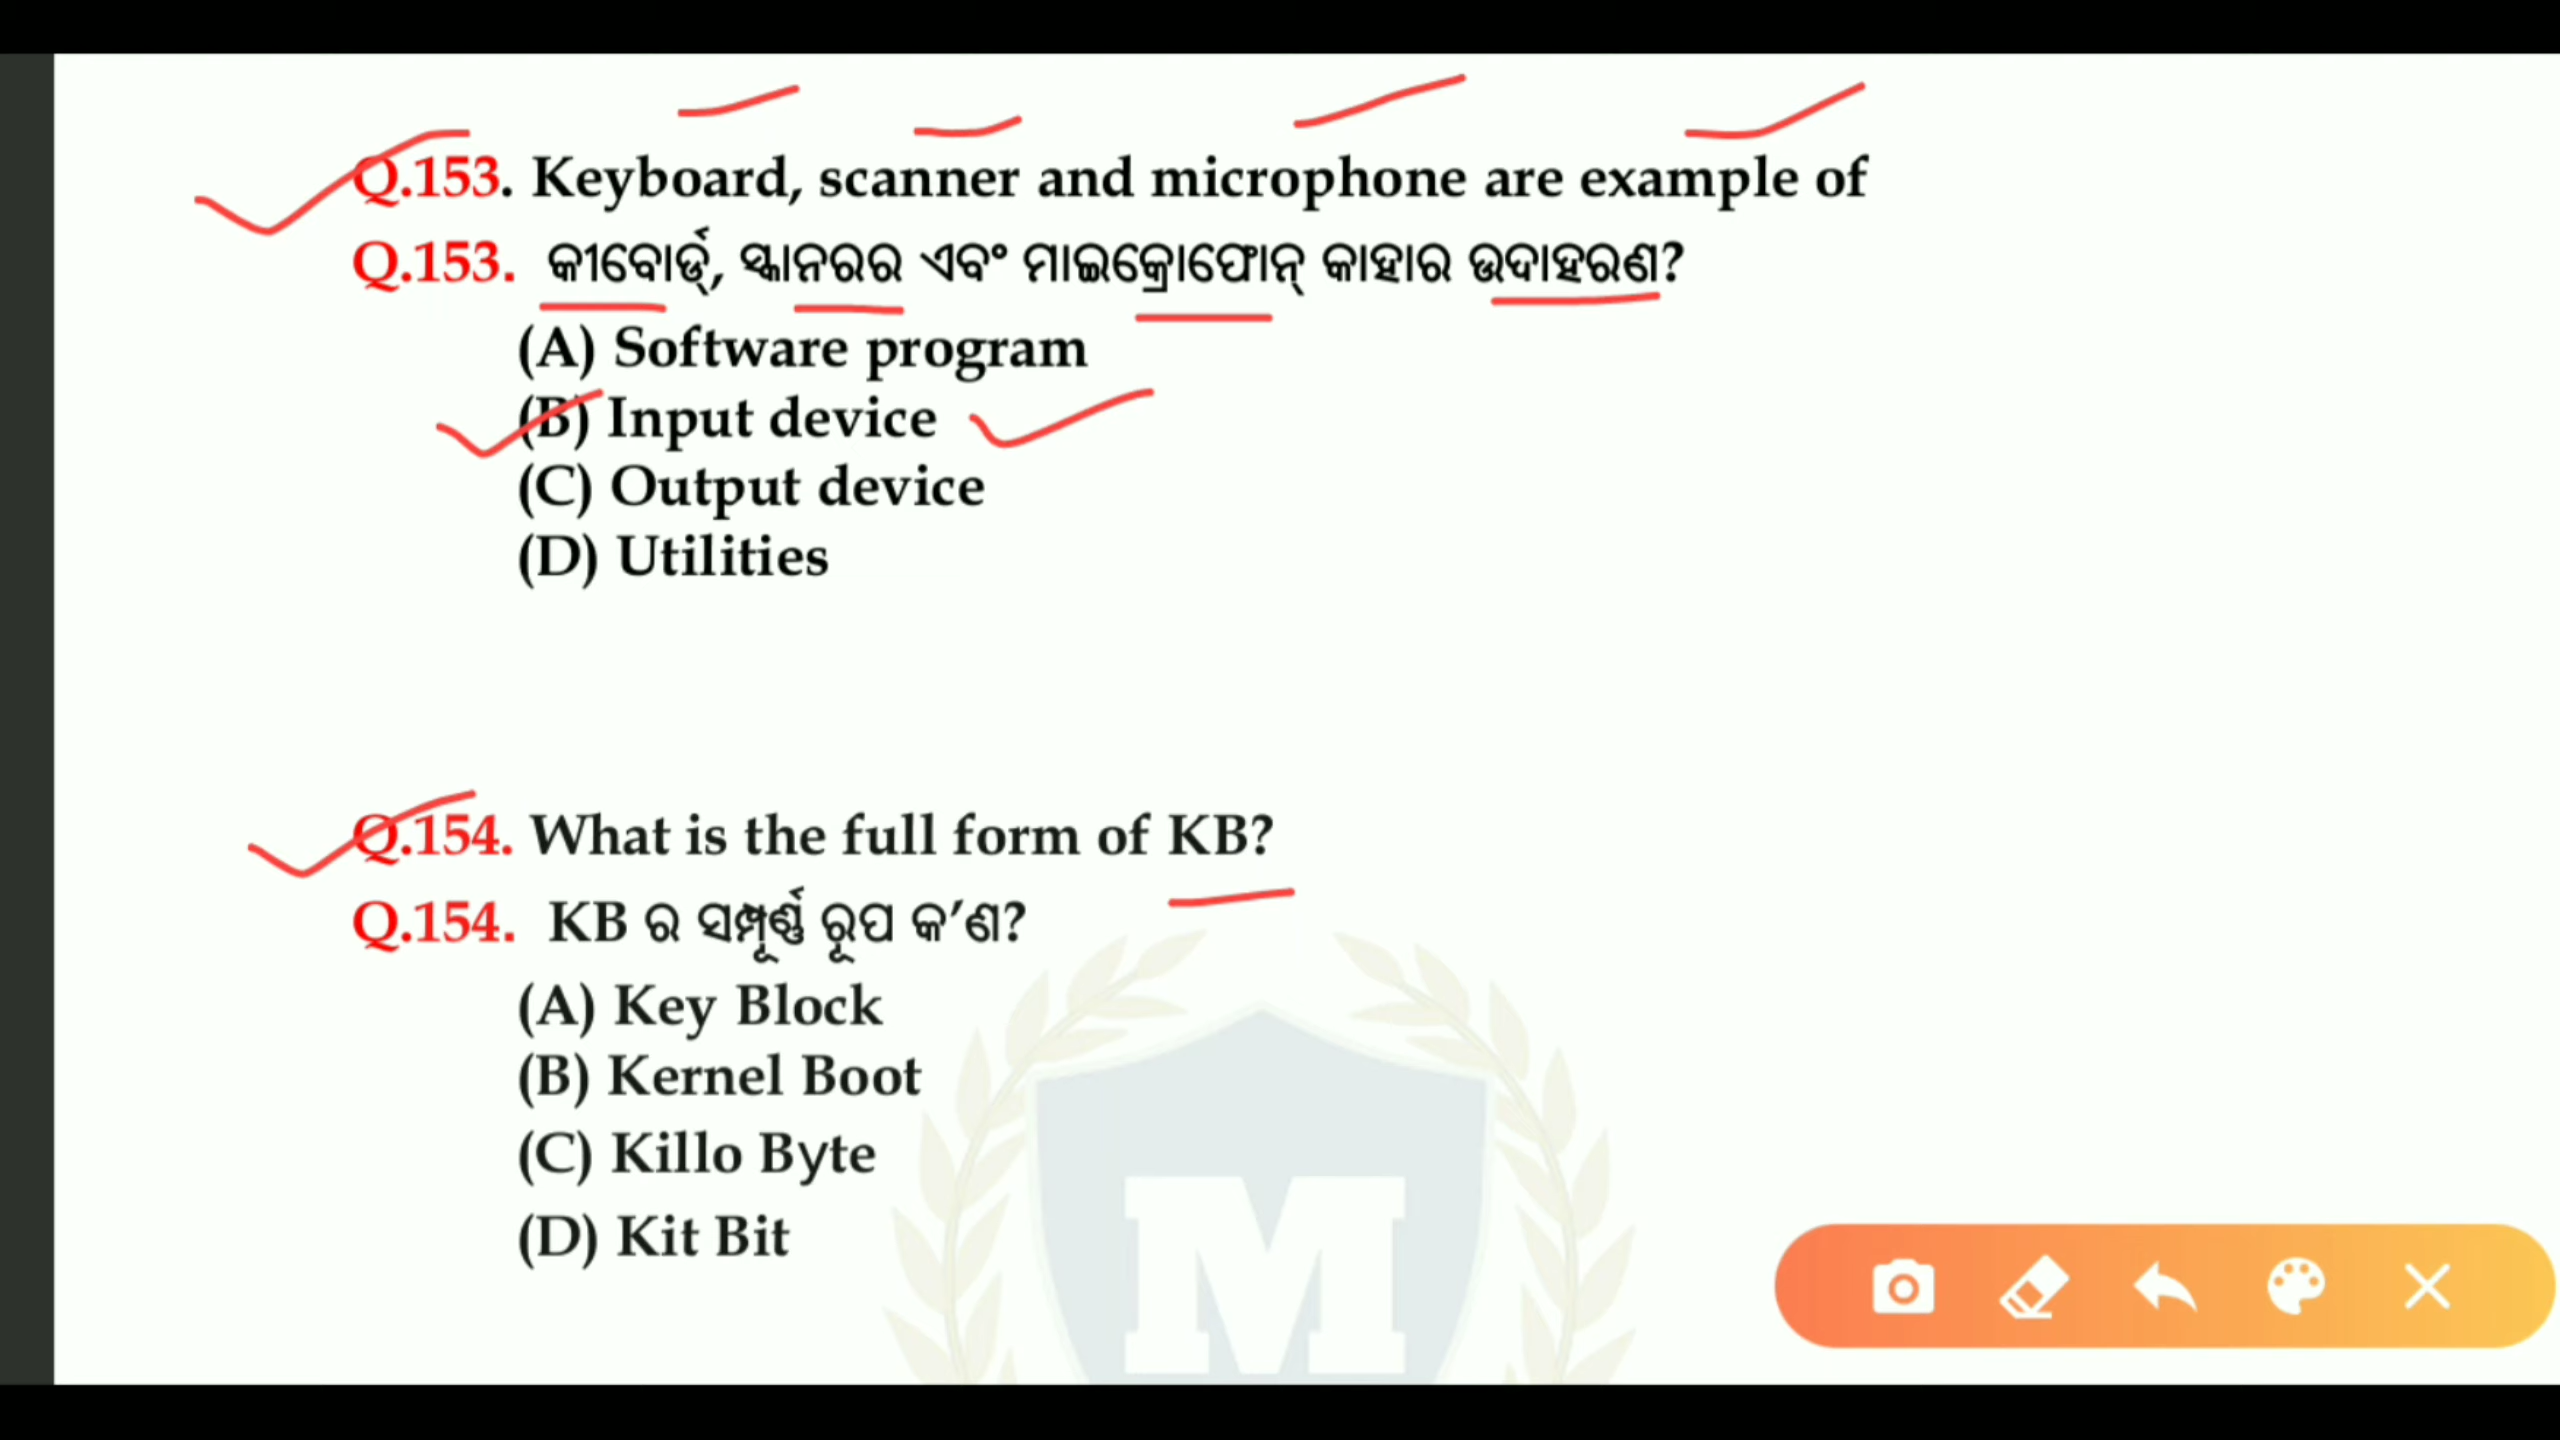 Q.153. Keyboard, scanner and microphone are example of
Q.153. କୀବୋର୍ଡ୍, ସ୍କାନରର ଏବଂ ମାଇକ୍ରୋଫୋନ୍ କାହାର ଉଦାହରଣ?
(A) Software program
(B) Input device
(C) Output device
(D) Utilities
Q.154. What is the full form of KB?
Q.154. KB ର ସମ୍ପୂର୍ଣ୍ଣ ରୂପ କ'ଣ?
(A) Key Block
(B) Kernel Boot
(C) Killo Byte
(D) Kit Bit
M